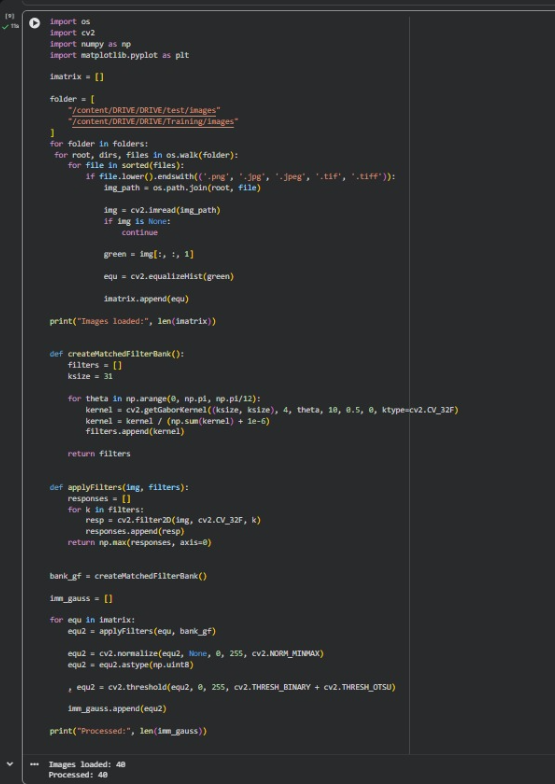 [9]
11s
import os
import cv2
import numpy as np
import matplotlib.pyplot as plt
imatrix = []
folder = [
"/content/DRIVE/DRIVE/test/images"
"/content/DRIVE/DRIVE/Training/images"
]
for folder in folders:
for root, dirs, files in os.walk(folder):
for file in sorted(files):
if file.lower().endswith(('.png', '.jpg', '.jpeg', '.tif', '.tiff')):
img_path = os.path.join(root, file)
img = cv2.imread(img_path)
if img is None:
continue
green = img[:, :, 1]
equ = cv2.equalizeHist(green)
imatrix.append(equ)
print("Images loaded:", len(imatrix))
def createMatchedFilterBank():
filters = []
ksize = 31
for theta in np.arange(0, np.pi, np.pi/12):
kernel = cv2.getGaborKernel((ksize, ksize), 4, theta, 10, 0.5, 0, ktype=cv2.CV_32F)
kernel = kernel / (np.sum(kernel) + 1e-6)
filters.append(kernel)
return filters
def applyFilters(img, filters):
responses = []
for k in filters:
resp = cv2.filter2D(img, cv2.CV_32F, k)
responses.append(resp)
return np.max(responses, axis=0)
bank_gf = createMatchedFilterBank()
imm_gauss = []
for equ in imatrix:
equ2 = applyFilters(equ, bank_gf)
equ2 = cv2.normalize(equ2, None, 0, 255, cv2.NORM_MINMAX)
equ2 = equ2.astype(np.uint8)
, equ2 = cv2.threshold(equ2, 0, 255, cv2.THRESH_BINARY + cv2.THRESH_OTSU)
imm_gauss.append(equ2)
print("Processed:", len(imm_gauss))
Images loaded: 40
Processed: 40